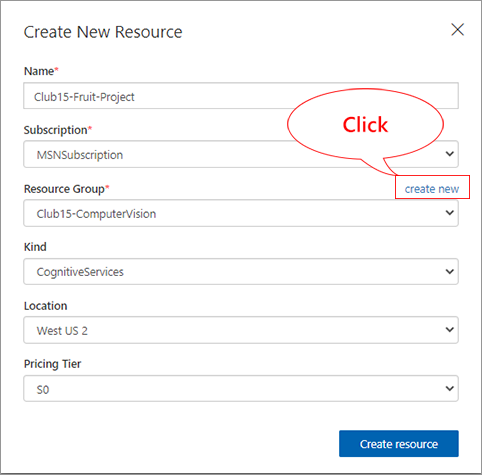 Create New Resource
Name*
Club15-Fruit-Project
Click
Subscription*
MSNSubscription
create new
Resource Group*
Club15-ComputerVision
Kind
CognitiveServices
Location
West US 2
Pricing Tier
S0
Create resource